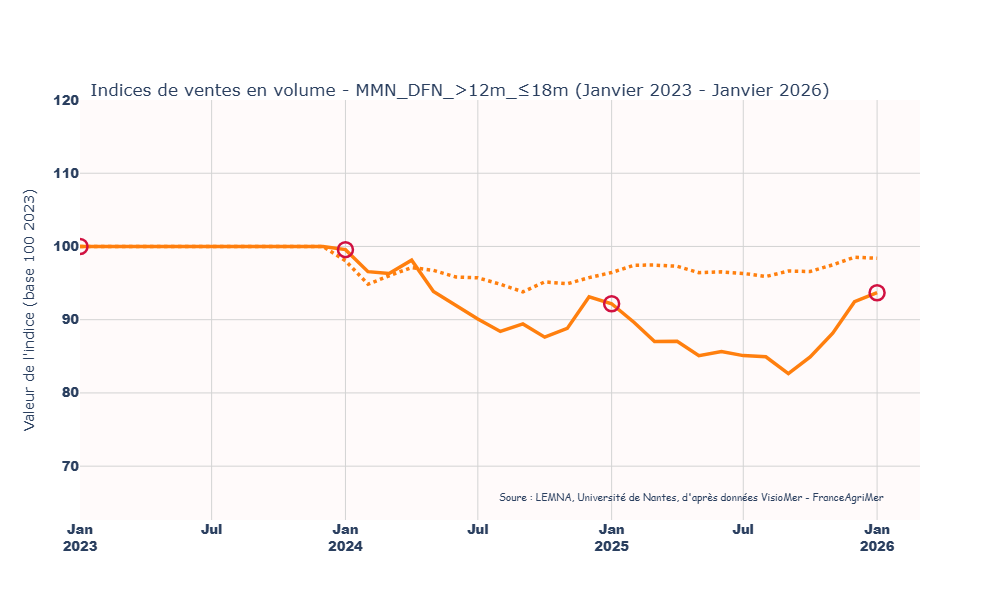 Indices de ventes en volume - MMN_DFN_>12m_≤18m (Janvier 2023 - Janvier 2026)
Valeur de l'indice (base 100 2023)
120
110
100
90
80
70
Soure : LEMNA, Université de Nantes, d'après données VisioMer - FranceAgriMer
Jan Jul Jan Jul Jan Jul Jan
2023 2024 2025 2026